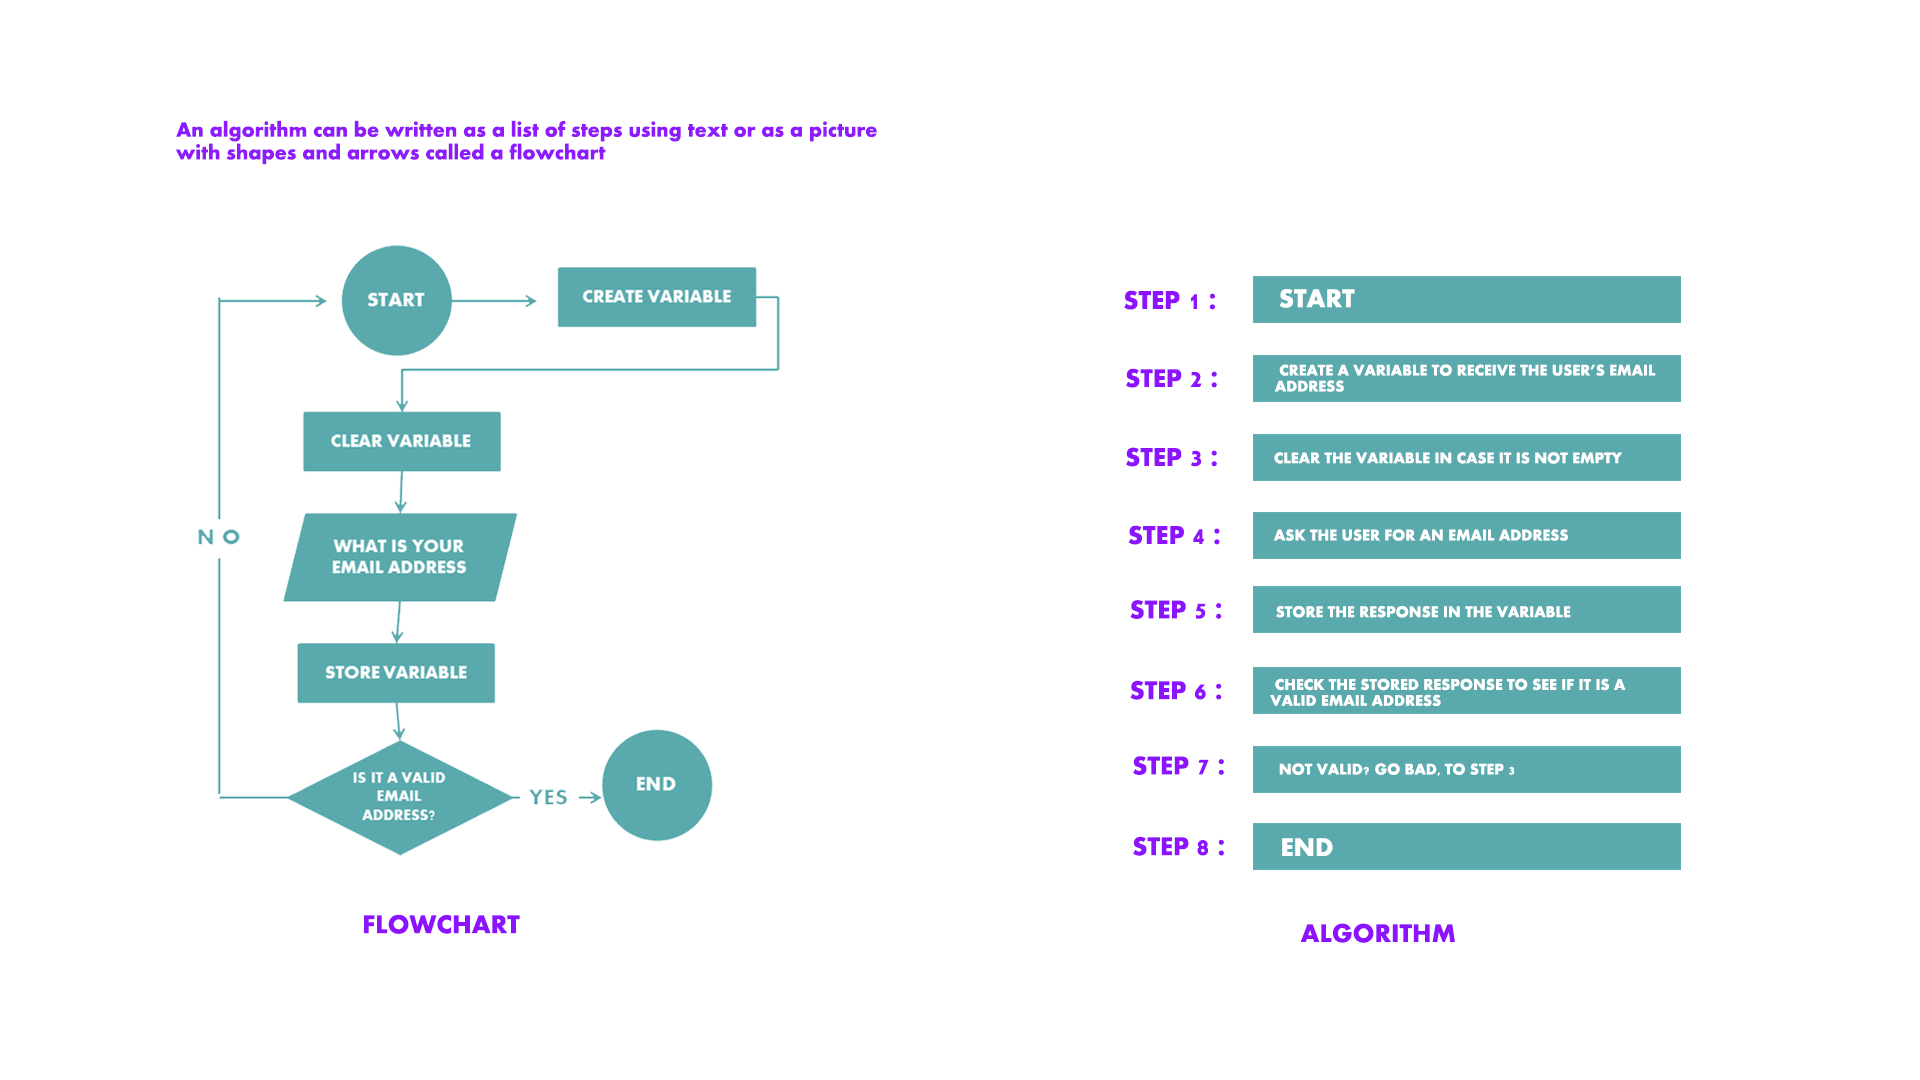 An algorithm can be written as a list of steps using text or as a picture
with shapes and arrows called a flowchart
START
CREATE VARIABLE
CLEAR VARIABLE
N O
WHAT IS YOUR
EMAIL ADDRESS
STORE VARIABLE
IS IT A VALID
EMAIL
ADDRESS?
YES
END
FLOWCHART
STEP 1 :
START
STEP 2 :
CREATE A VARIABLE TO RECEIVE THE USER'S EMAIL
ADDRESS
STEP 3 :
CLEAR THE VARIABLE IN CASE IT IS NOT EMPTY
STEP 4 :
ASK THE USER FOR AN EMAIL ADDRESS
STEP 5 :
STORE THE RESPONSE IN THE VARIABLE
STEP 6 :
CHECK THE STORED RESPONSE TO SEE IF IT IS A
VALID EMAIL ADDRESS
STEP 7 :
NOT VALID? GO BAD, TO STEP 3
STEP 8 :
END
ALGORITHM